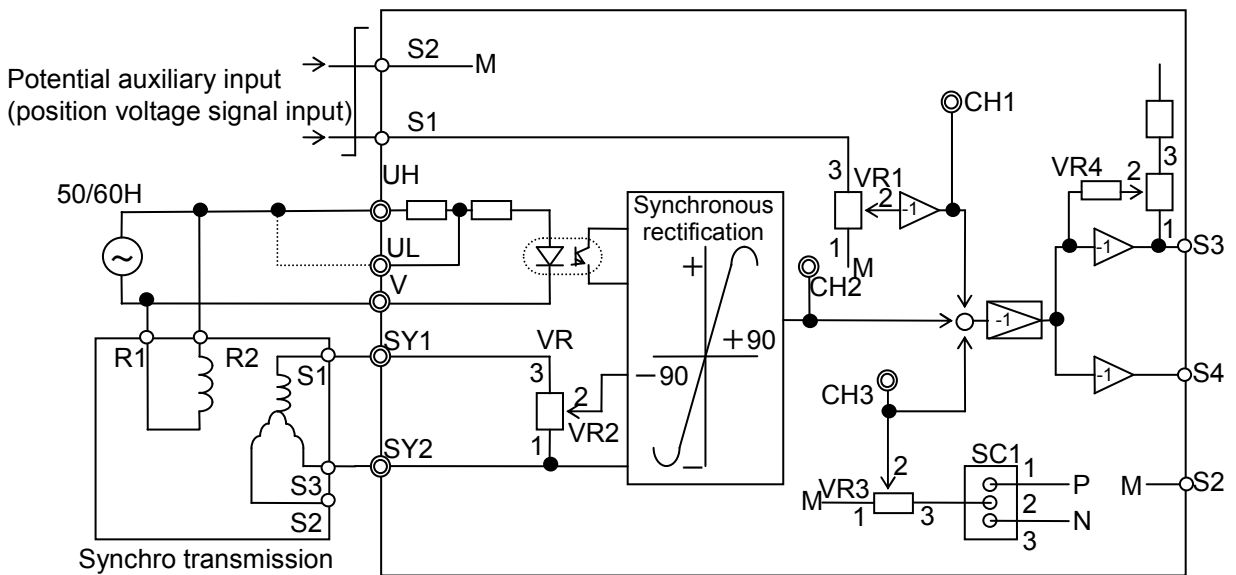 S2
M
Potential auxiliary input
(position voltage signal input)
S1
CH1
UH
50/60H
3
VR1
2
-1
1
M
VR4
2
3
1
-1
S3
Synchronous
rectification
+
+90
-90
-
UL
V
CH2
-1
R1
R2
S1
SY1
VR
3
2
1
VR2
CH3
-1
S4
SY2
S3
S2
2
SC1
M
VR3
1
3
1
P
2
N
3
M
S2
Synchro transmission